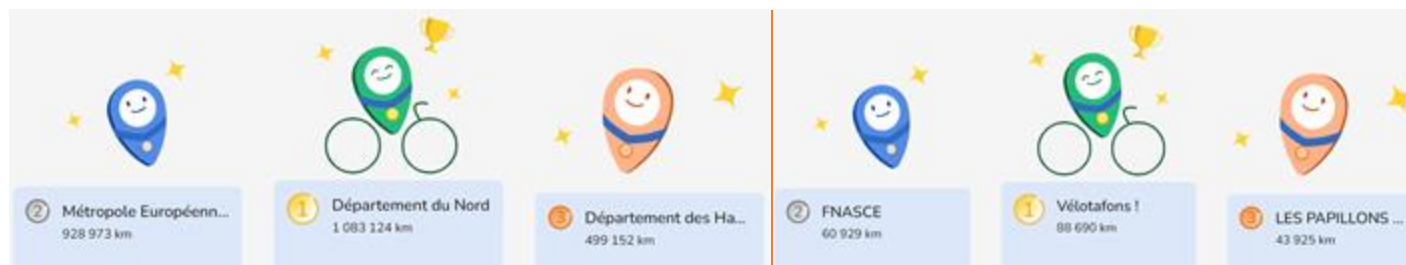 2
Métropole Européenn...
928 973 km
1
Département du Nord
1 083 124 km
3
Département des Ha...
499 152 km
2
FNASCE
60 929 km
1
Vélotafons !
88 690 km
3
LES PAPILLONS ...
43 925 km